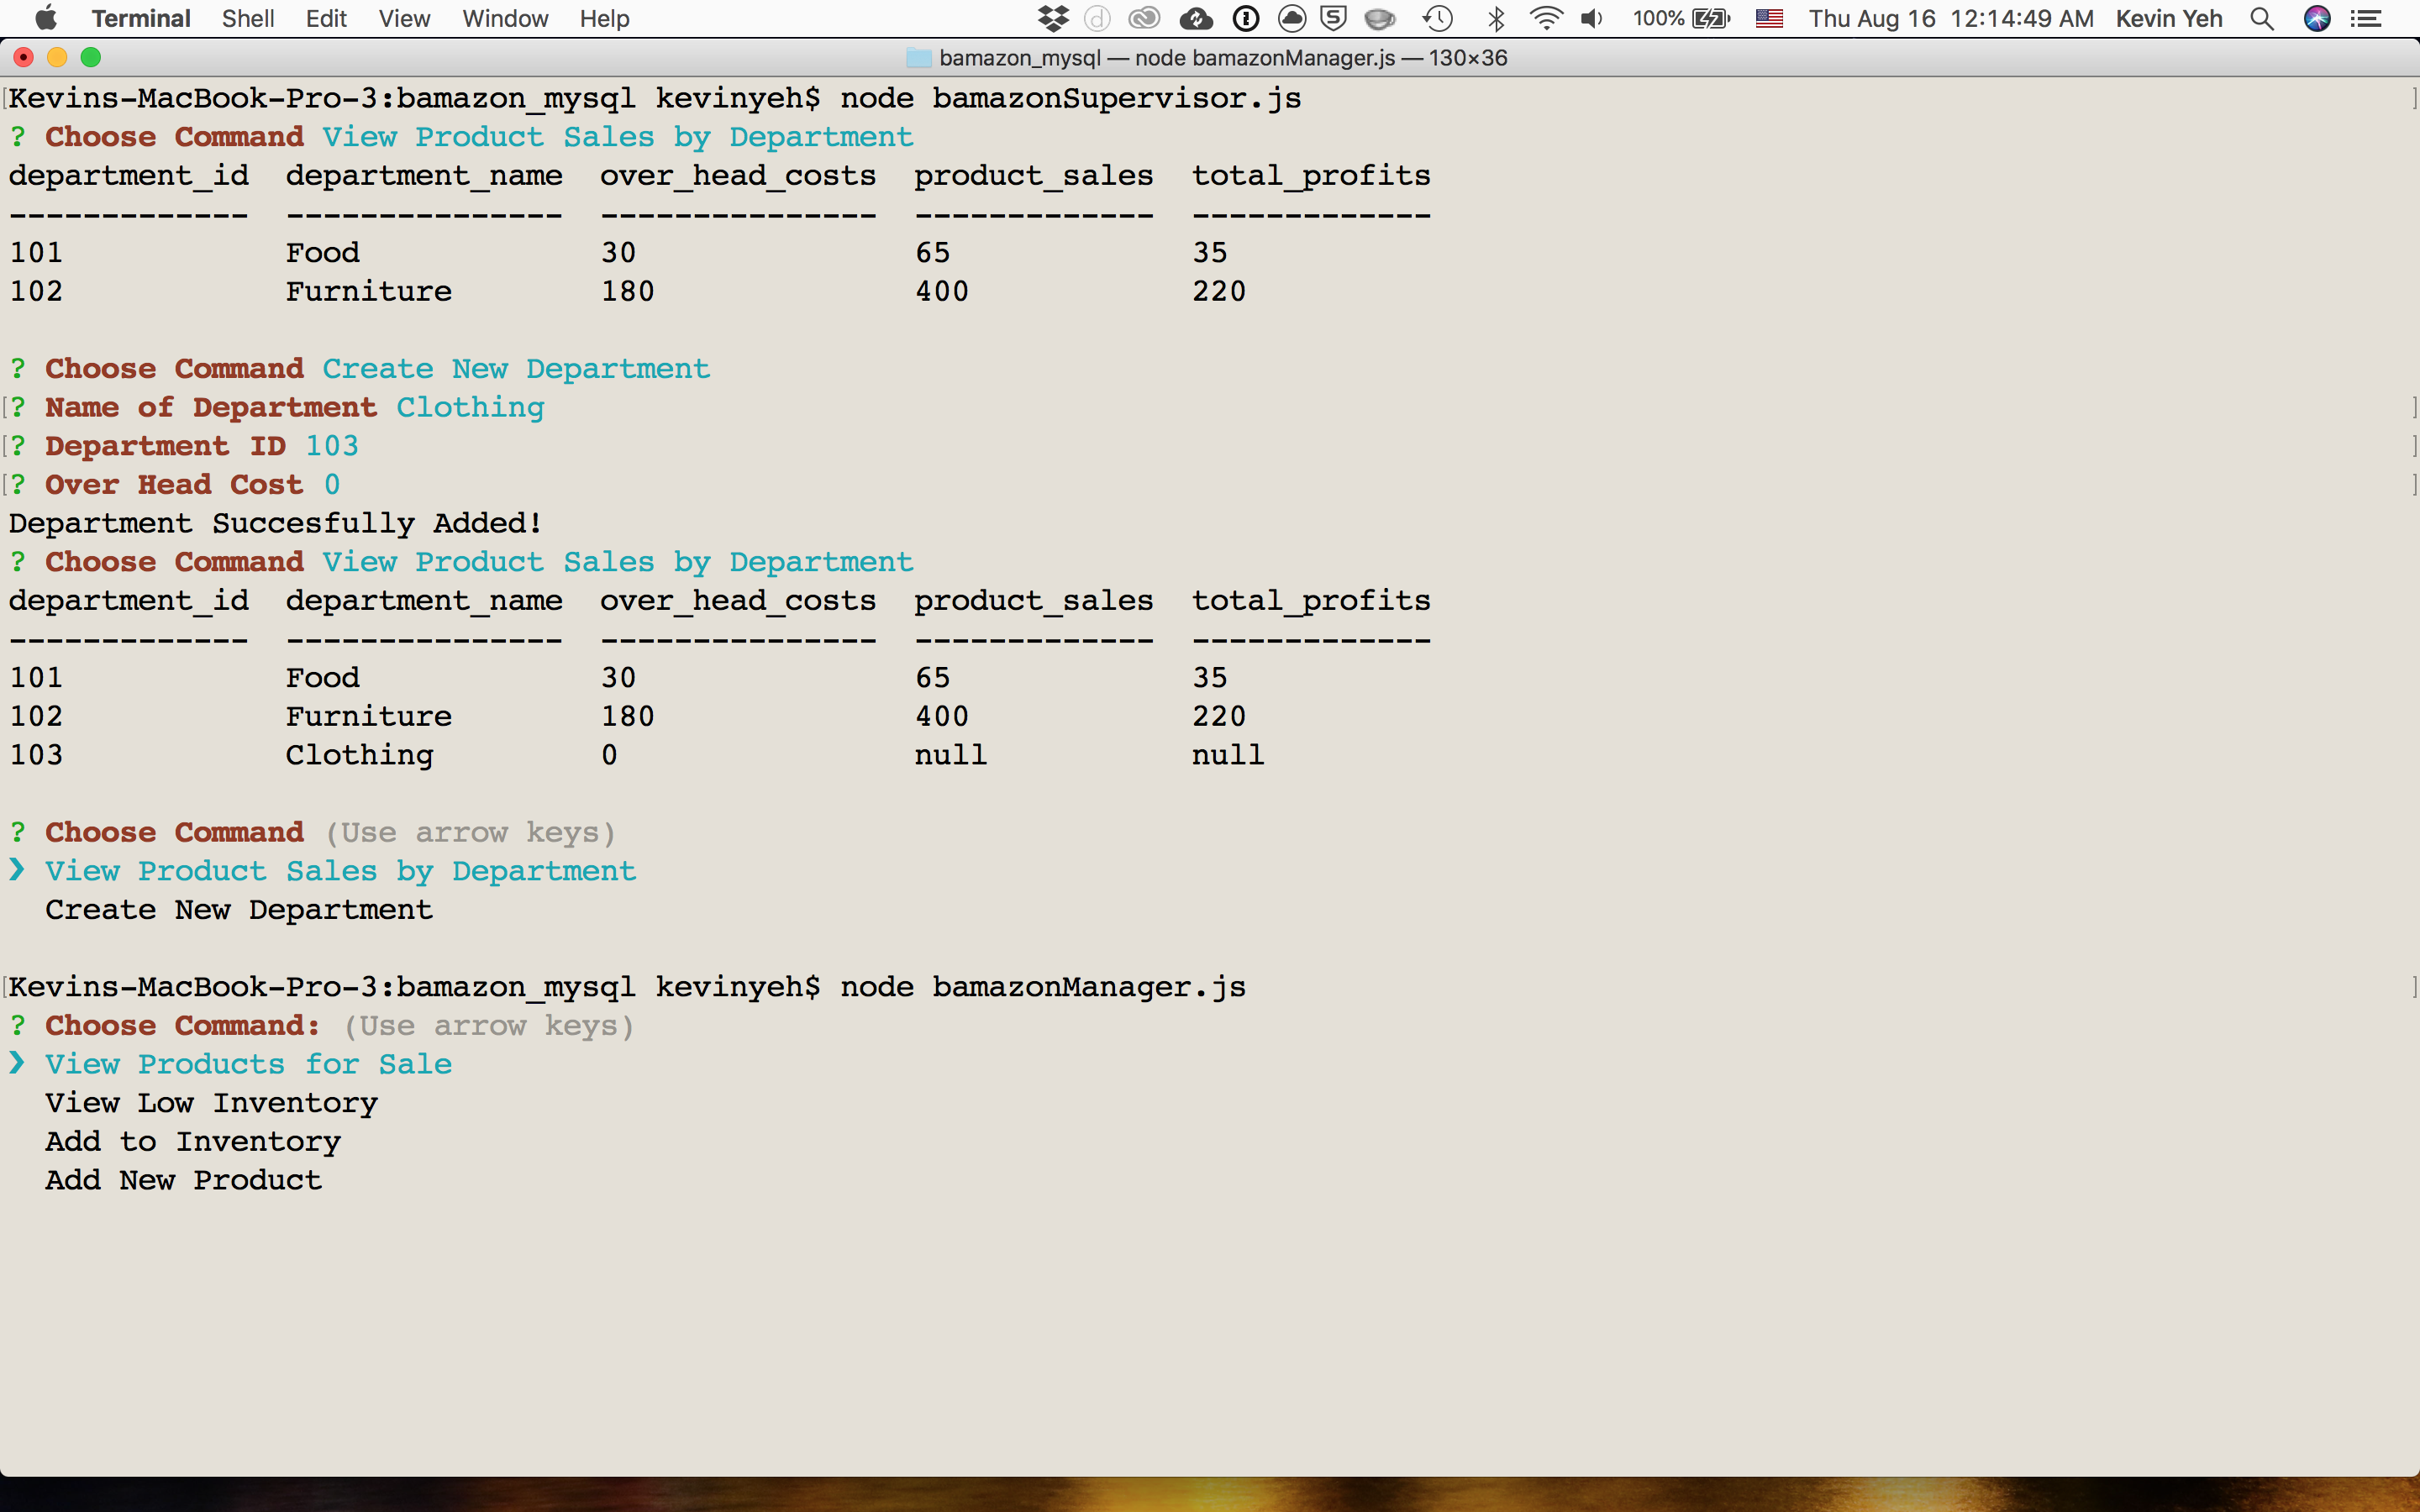 Terminal Shell Edit View Window Help 100% Thu Aug 16 12:14:49 AM Kevin Yeh
bamazon_mysql — node bamazonManager.js — 130×36
[Kevins-MacBook-Pro-3:bamazon_mysql kevinyeh$ node bamazonSupervisor.js ]
? Choose Command View Product Sales by Department
department_id  department_name  over_head_costs  product_sales  total_profits
-------------  ---------------  ---------------  -------------  -------------
101            Food             30               65             35
102            Furniture        180              400            220
? Choose Command Create New Department
[? Name of Department Clothing ]
[? Department ID 103 ]
[? Over Head Cost 0 ]
Department Succesfully Added!
? Choose Command View Product Sales by Department
department_id  department_name  over_head_costs  product_sales  total_profits
-------------  ---------------  ---------------  -------------  -------------
101            Food             30               65             35
102            Furniture        180              400            220
103            Clothing         0                null           null
? Choose Command (Use arrow keys)
❯ View Product Sales by Department
  Create New Department
[Kevins-MacBook-Pro-3:bamazon_mysql kevinyeh$ node bamazonManager.js ]
? Choose Command: (Use arrow keys)
❯ View Products for Sale
  View Low Inventory
  Add to Inventory
  Add New Product